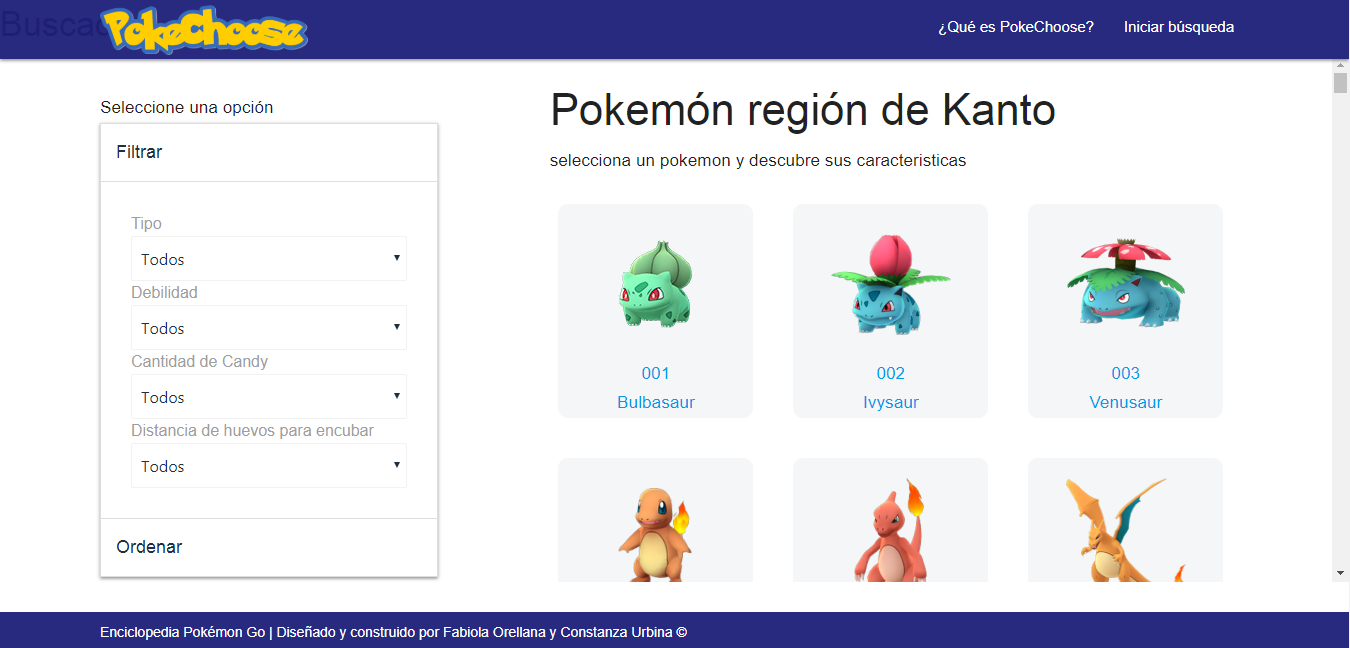 PokeChoose
¿Qué es PokeChoose? Iniciar búsqueda
Seleccione una opción
Filtrar
Tipo
Todos
Debilidad
Todos
Cantidad de Candy
Todos
Distancia de huevos para encubar
Todos
Ordenar
Pokemón región de Kanto
selecciona un pokemon y descubre sus caracteristicas
001 002 003
Bulbasaur Ivysaur Venusaur
Enciclopedia Pokémon Go | Diseñado y construido por Fabiola Orellana y Constanza Urbina ©